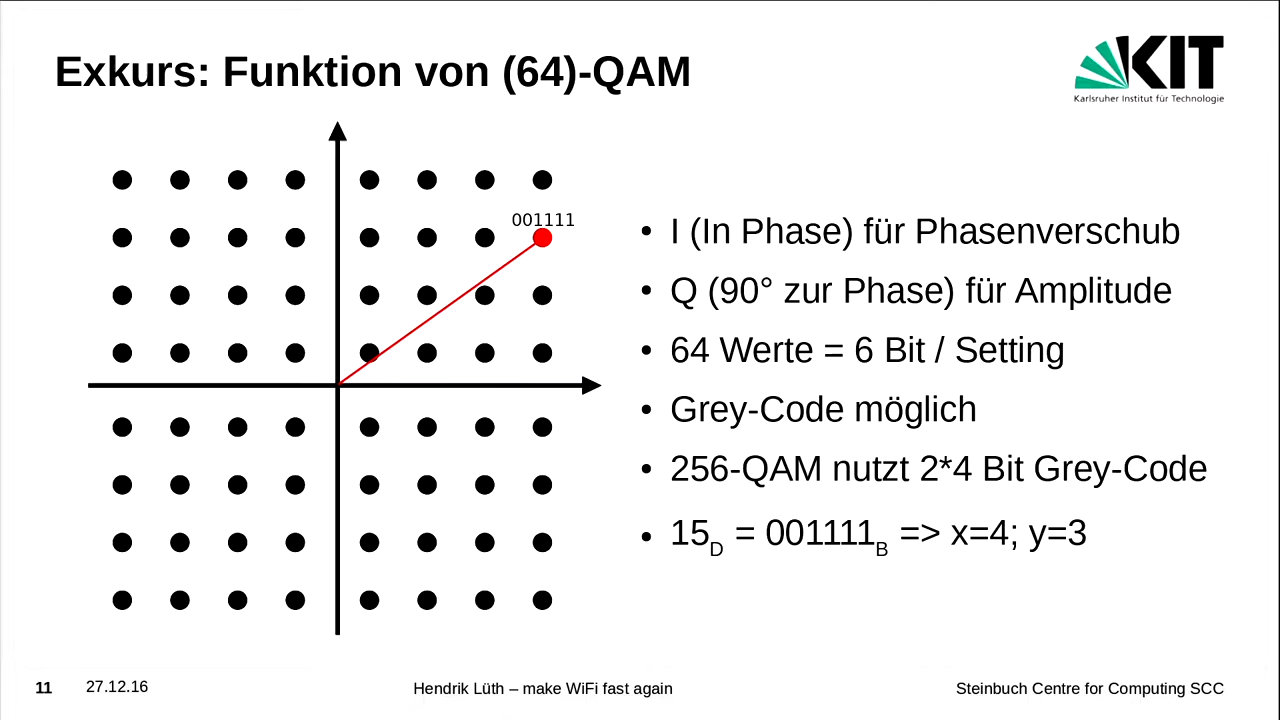 Exkurs: Funktion von (64)-QAM
KIT
Karlsruher Institut für Technologie
001111
• I (In Phase) für Phasenverschub
• Q (90° zur Phase) für Amplitude
• 64 Werte = 6 Bit / Setting
• Grey-Code möglich
• 256-QAM nutzt 2*4 Bit Grey-Code
• 15D = 001111B => x=4; y=3
11 27.12.16 Hendrik Lüth – make WiFi fast again Steinbuch Centre for Computing SCC